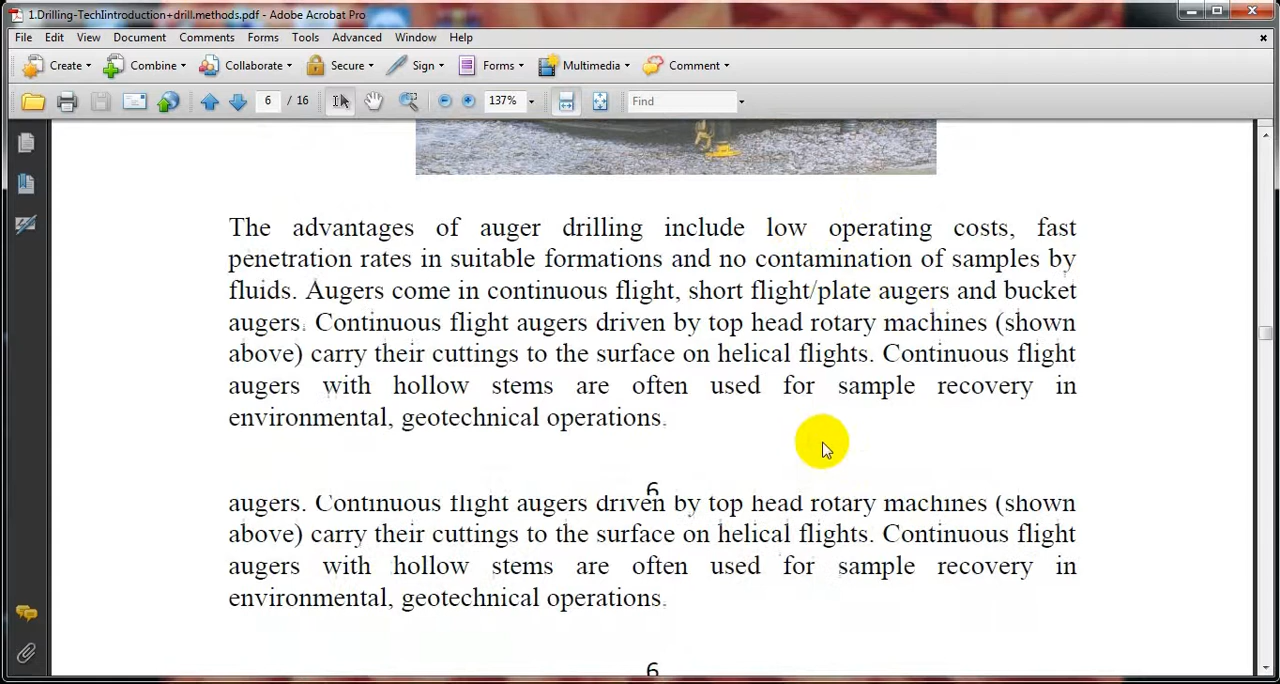 1.Drilling-TechIintroduction+drill.methods.pdf - Adobe Acrobat Pro
File Edit View Document Comments Forms Tools Advanced Window Help
Create Combine Collaborate Secure Sign Forms Multimedia Comment
6 / 16 137% Find
The advantages of auger drilling include low operating costs, fast
penetration rates in suitable formations and no contamination of samples by
fluids. Augers come in continuous flight, short flight/plate augers and bucket
augers. Continuous flight augers driven by top head rotary machines (shown
above) carry their cuttings to the surface on helical flights. Continuous flight
augers with hollow stems are often used for sample recovery in
environmental, geotechnical operations.
6
augers. Continuous flight augers driven by top head rotary machines (shown
above) carry their cuttings to the surface on helical flights. Continuous flight
augers with hollow stems are often used for sample recovery in
environmental, geotechnical operations.
6